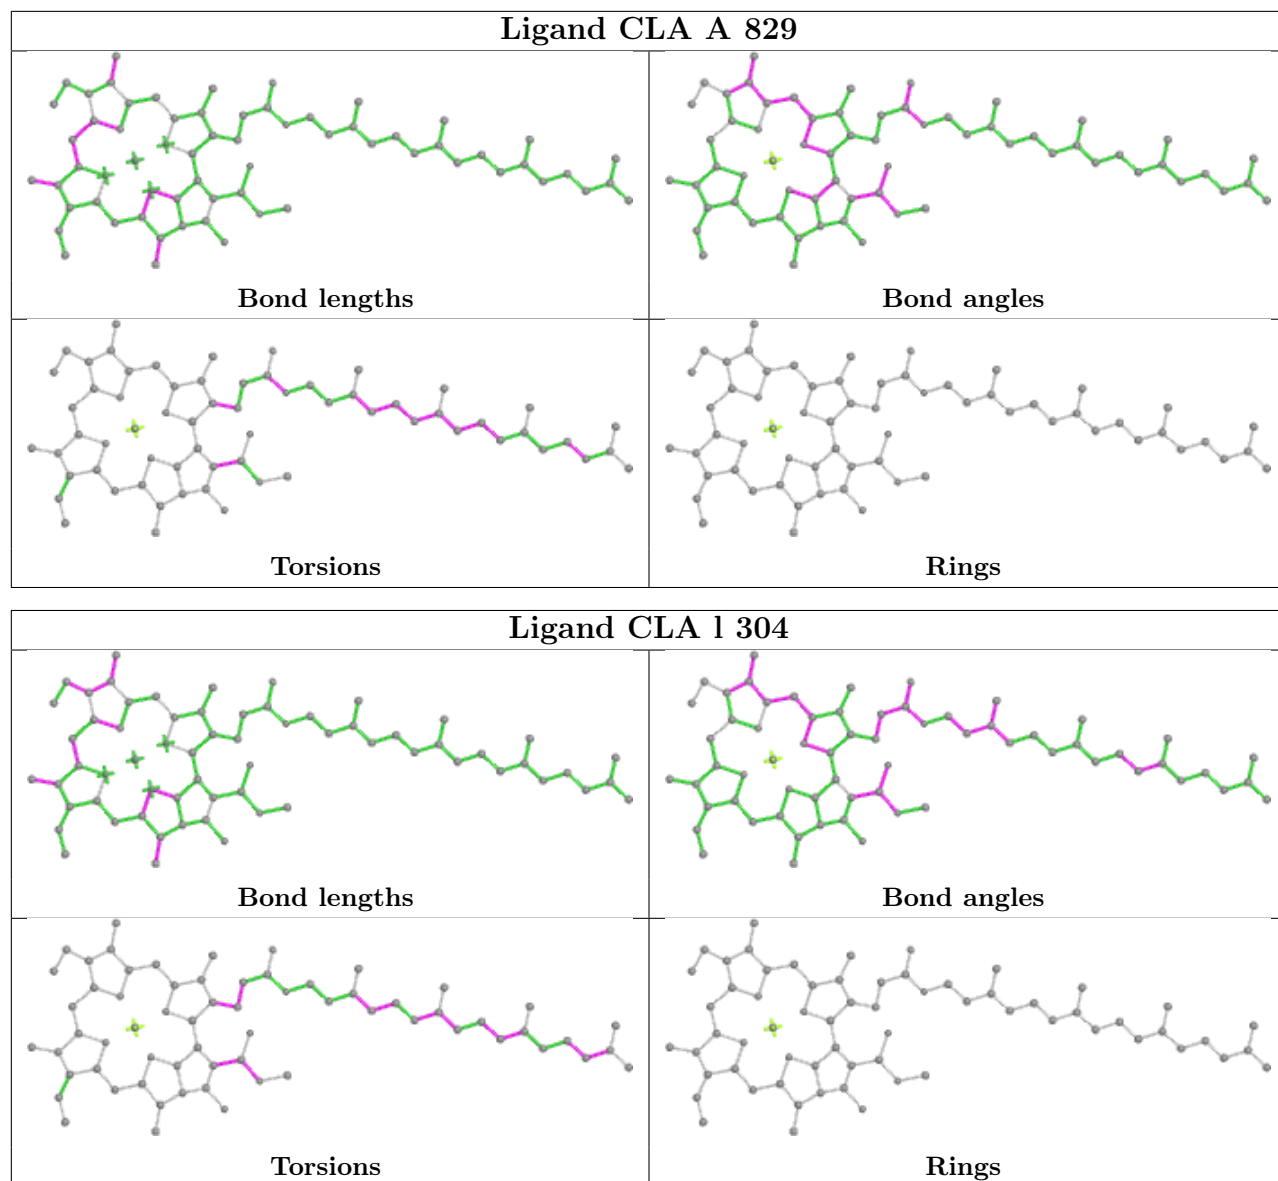 Ligand CLA A 829
Bond lengths
Bond angles
Torsions
Rings
Ligand CLA l 304
Bond lengths
Bond angles
Torsions
Rings